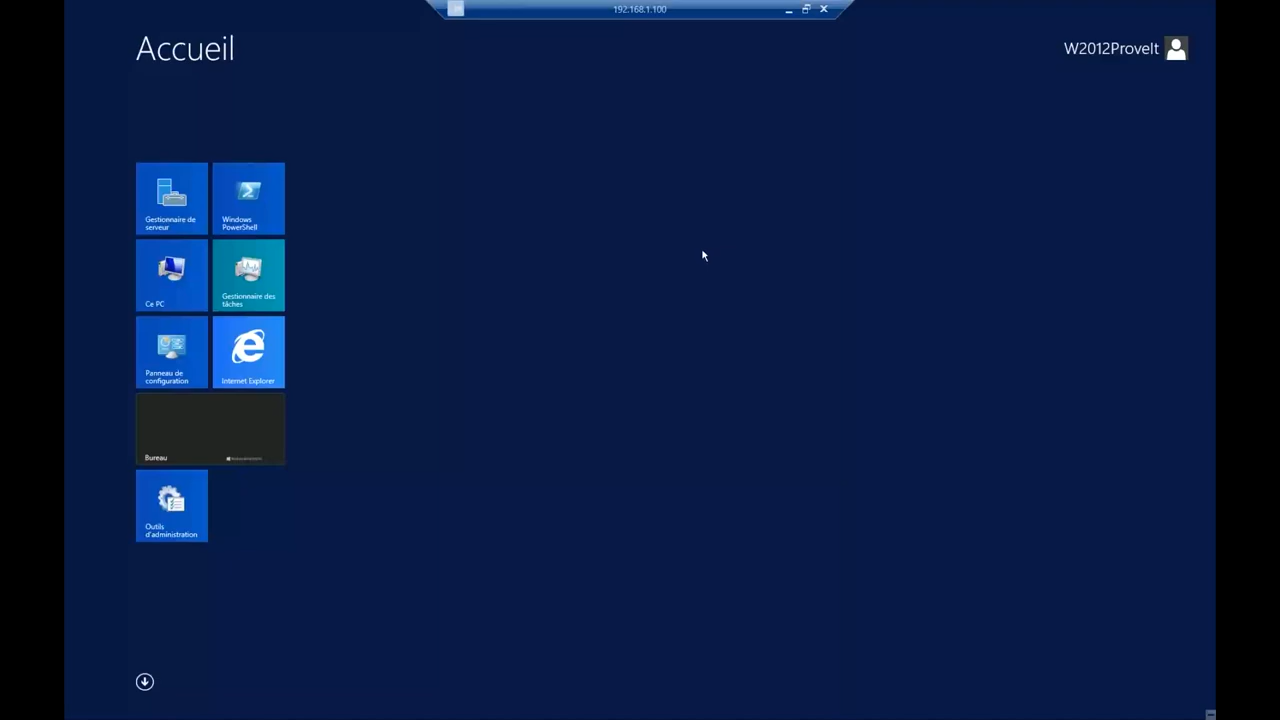 192.168.1.100
Accueil
W2012ProveIt
Gestionnaire de
serveur
Windows
PowerShell
Ce PC
Gestionnaire des
tâches
Panneau de
configuration
Internet Explorer
Bureau
Outils
d'administration